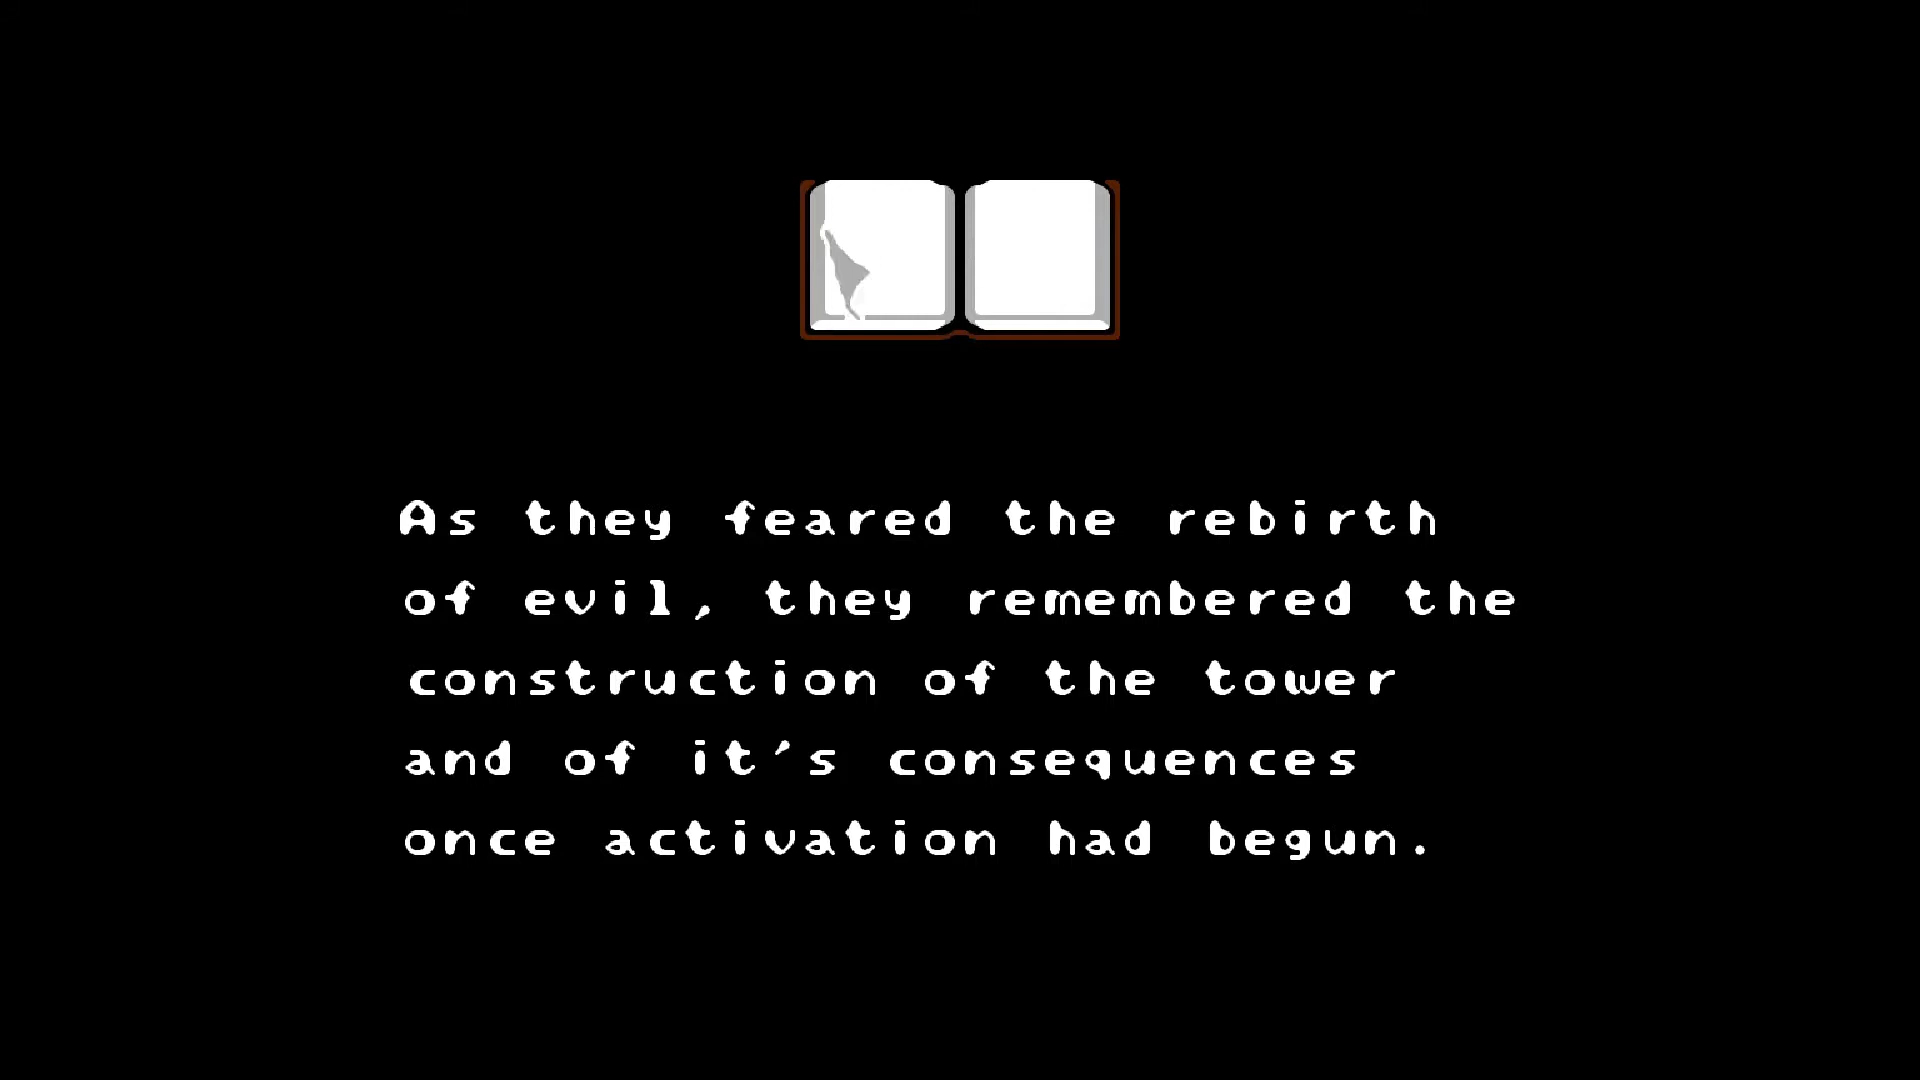 As they feared the rebirth
of evil, they remembered the
construction of the tower
and of it's consequences
once activation had begun.